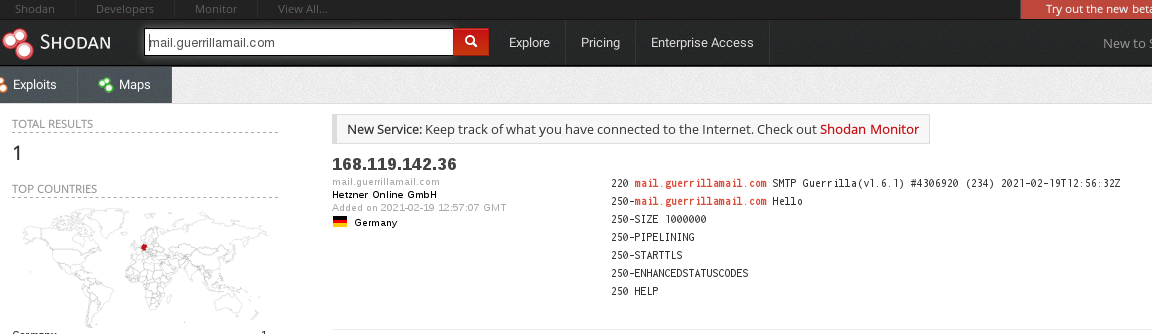 Shodan Developers Monitor View All...
Try out the new beta
SHODAN mail.guerrillamail.com Explore Pricing Enterprise Access New to S
Exploits Maps
TOTAL RESULTS
1
TOP COUNTRIES
New Service: Keep track of what you have connected to the Internet. Check out Shodan Monitor
168.119.142.36
mail.guerrillamail.com
Hetzner Online GmbH
Added on 2021-02-19 12:57:07 GMT
Germany
220 mail.guerrillamail.com SMTP Guerrilla(v1.6.1) #4306920 (234) 2021-02-19T12:56:32Z
250-mail.guerrillamail.com Hello
250-SIZE 1000000
250-PIPELINING
250-STARTTLS
250-ENHANCEDSTATUSCODES
250 HELP